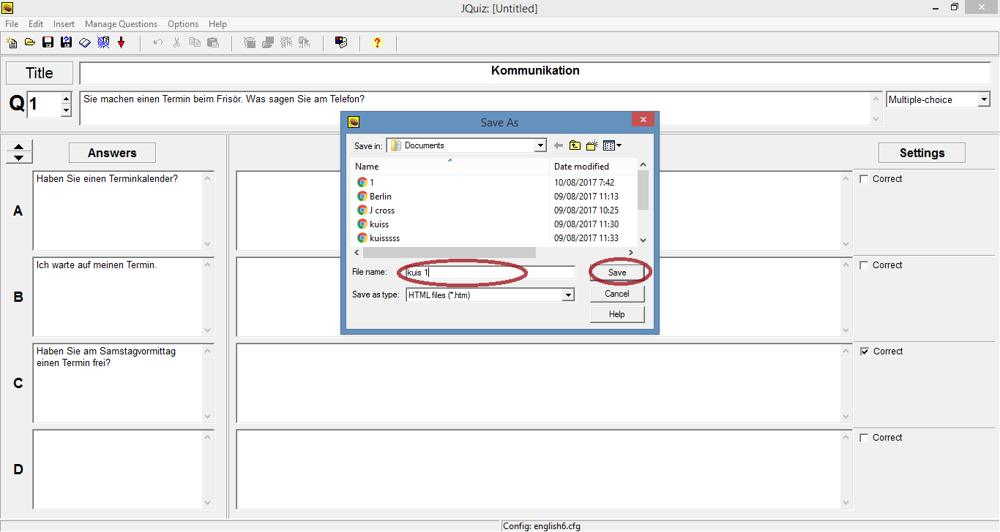 JQuiz: [Untitled]
File Edit Insert Manage Questions Options Help
Title
Kommunikation
Q 1
Sie machen einen Termin beim Frisör. Was sagen Sie am Telefon?
Multiple-choice
Answers
Settings
A
Haben Sie einen Terminkalender?
Correct
B
Ich warte auf meinen Termin.
Correct
C
Haben Sie am Samstagvormittag
einen Termin frei?
Correct
D
Correct
Save As
Save in: Documents
Name Date modified
1 10/08/2017 7:42
Berlin 09/08/2017 11:13
J cross 09/08/2017 10:25
kuiss 09/08/2017 11:30
kuisssss 09/08/2017 11:33
File name: kuis 1
Save
Save as type: HTML files (*.htm)
Cancel
Help
Config: english6.cfg